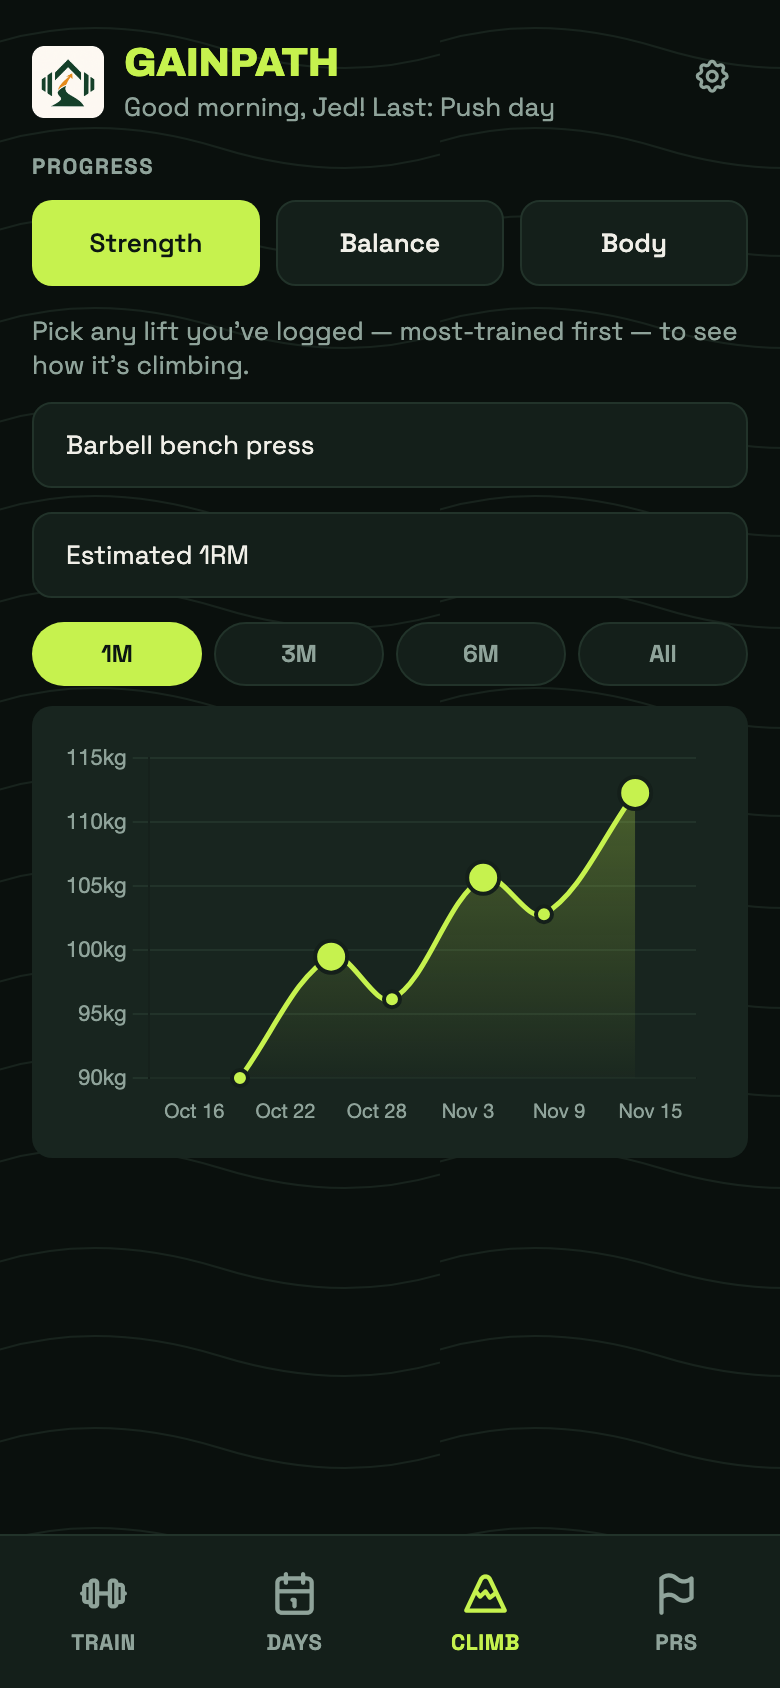 GAINPATH
Good morning, Jed! Last: Push day
PROGRESS
Strength
Balance
Body
Pick any lift you’ve logged — most-trained first — to see
how it’s climbing.
Barbell bench press
Estimated 1RM
1M
3M
6M
All
115kg
110kg
105kg
100kg
95kg
90kg
Oct 16
Oct 22
Oct 28
Nov 3
Nov 9
Nov 15
TRAIN
DAYS
CLIMB
PRS